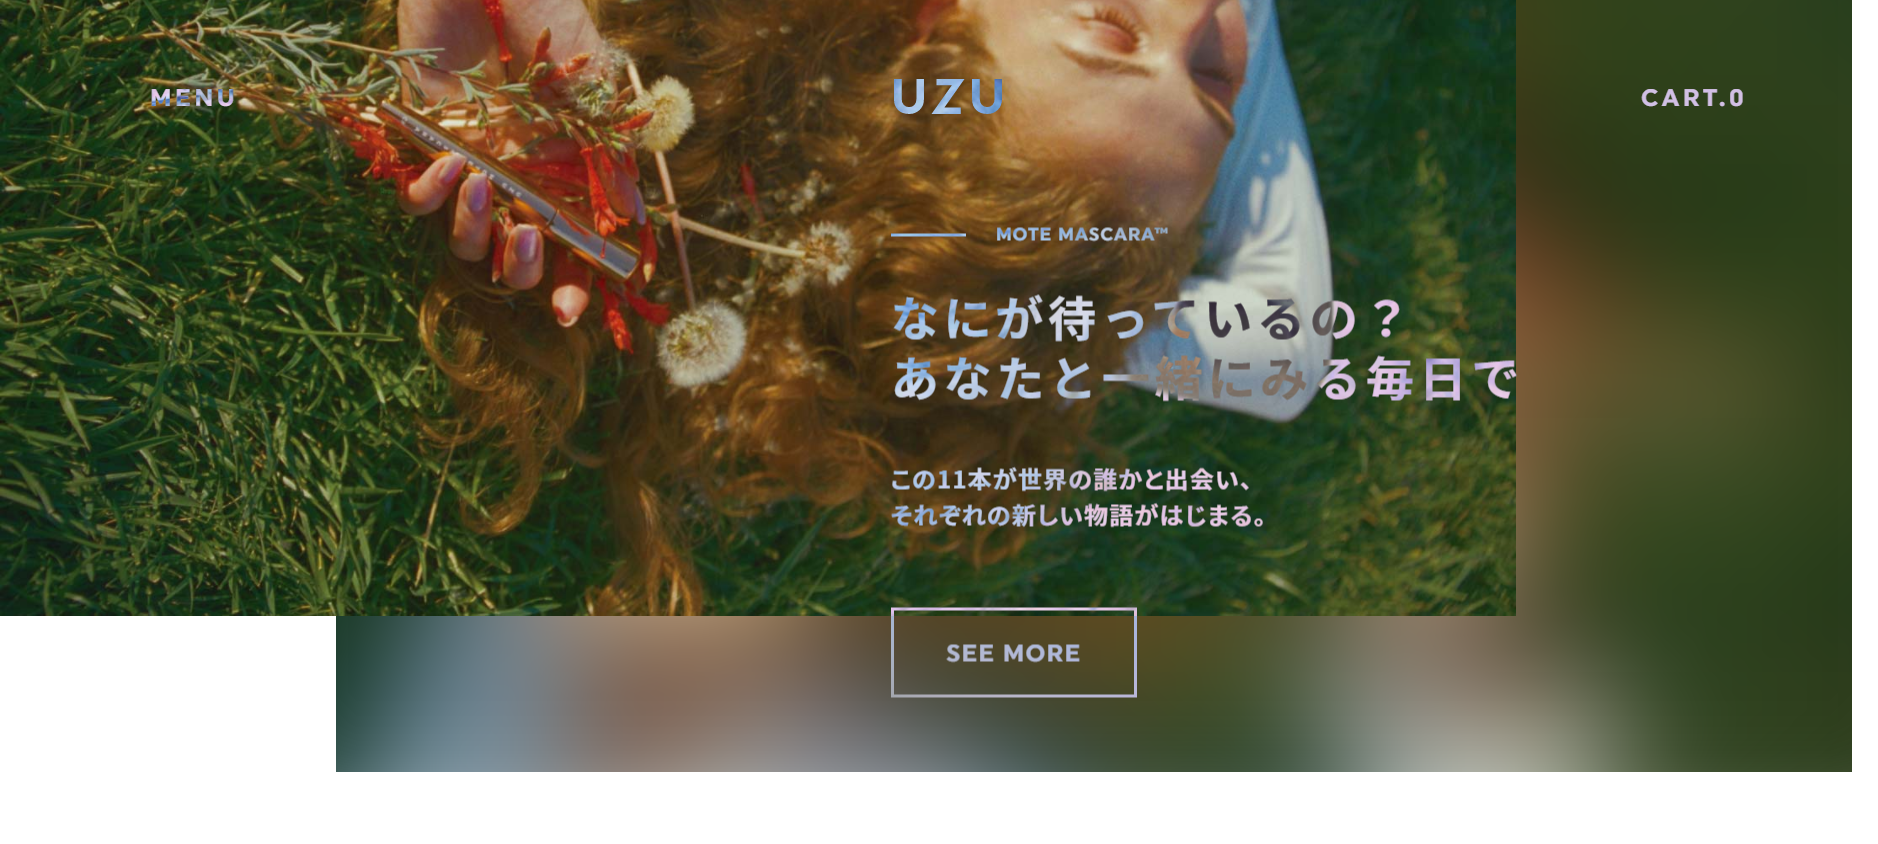 MENU
UZU
CART.0
MOTE MASCARA™
なにが待っているの？
あなたと一緒にみる毎日で
この11本が世界の誰かと出会い、
それぞれの新しい物語がはじまる。
SEE MORE